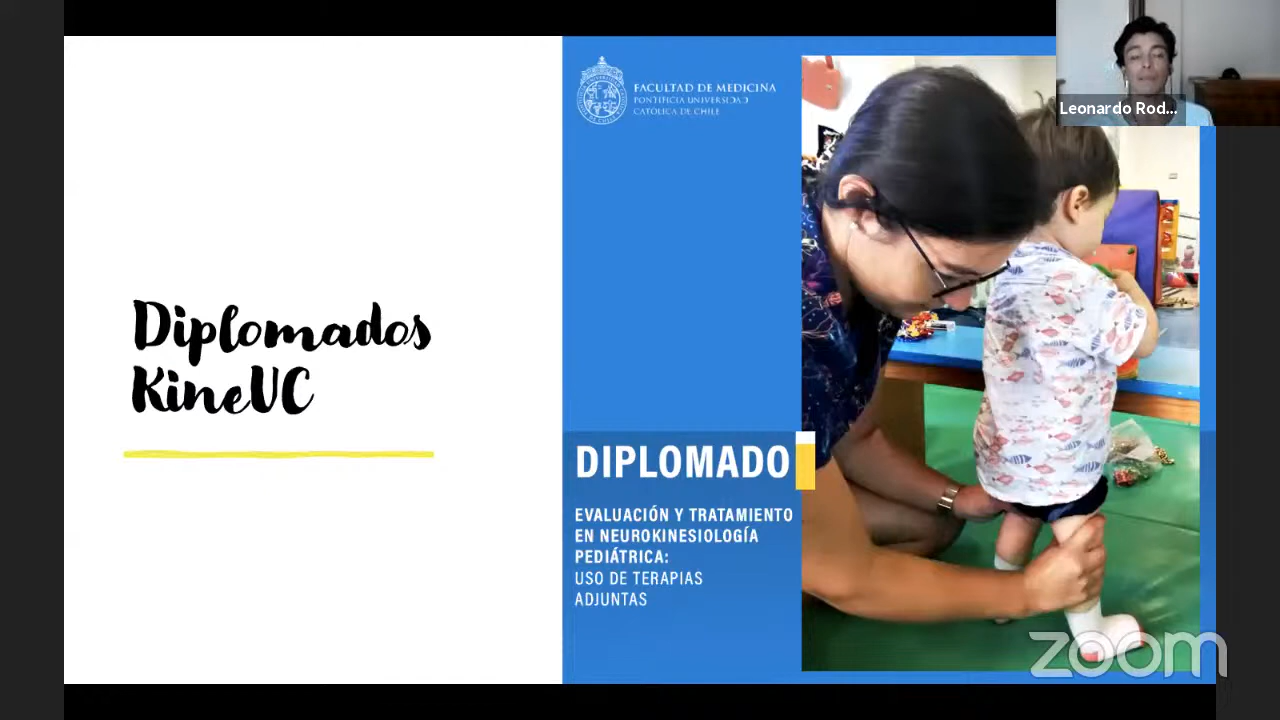 Diplomados
KineUC
FACULTAD DE MEDICINA
PONTIFICIA UNIVERSIDAD
CATÓLICA DE CHILE
DIPLOMADO
EVALUACIÓN Y TRATAMIENTO
EN NEUROKINESIOLOGÍA
PEDIÁTRICA:
USO DE TERAPIAS
ADJUNTAS
Leonardo Rod...
zoom